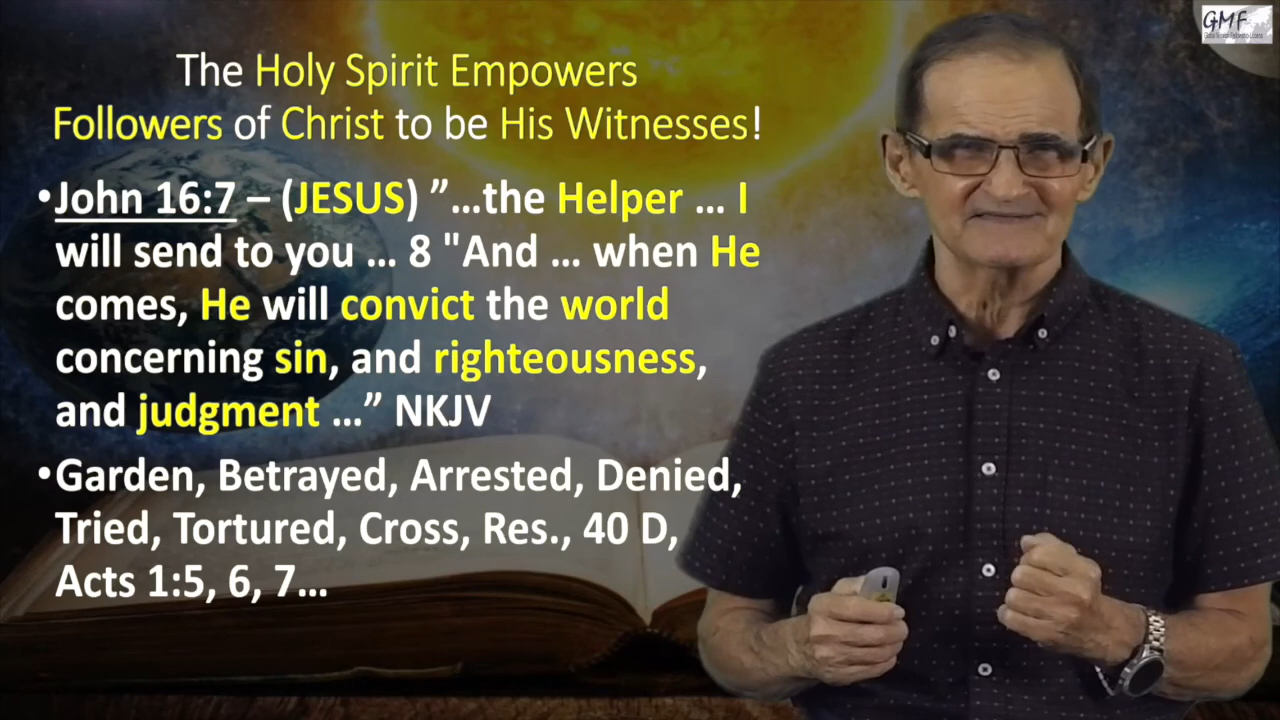 The Holy Spirit Empowers
Followers of Christ to be His Witnesses!
•John 16:7 – (JESUS) ”…the Helper … I
will send to you … 8 "And … when He
comes, He will convict the world
concerning sin, and righteousness,
and judgment …” NKJV
•Garden, Betrayed, Arrested, Denied,
Tried, Tortured, Cross, Res., 40 D,
Acts 1:5, 6, 7…
GMF